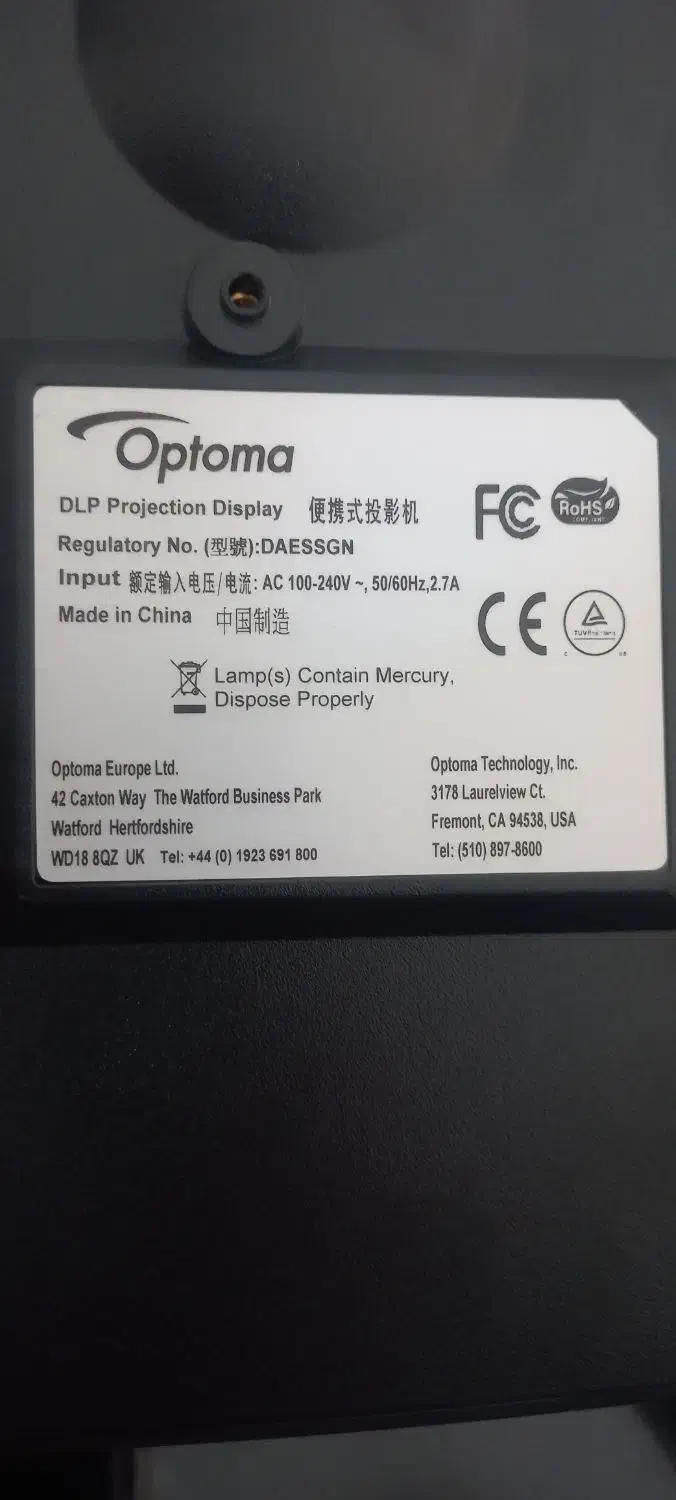 Optoma
DLP Projection Display 便携式投影机
Regulatory No. (型號):DAESSGN
Input 额定输入电压/电流: AC 100-240V ~, 50/60Hz,2.7A
Made in China 中国制造
FC
RoHS
COMPLIANT
CE
TUVRheinland
C US
Lamp(s) Contain Mercury,
Dispose Properly
Optoma Europe Ltd.
42 Caxton Way The Watford Business Park
Watford Hertfordshire
WD18 8QZ UK Tel: +44 (0) 1923 691 800
Optoma Technology, Inc.
3178 Laurelview Ct.
Fremont, CA 94538, USA
Tel: (510) 897-8600